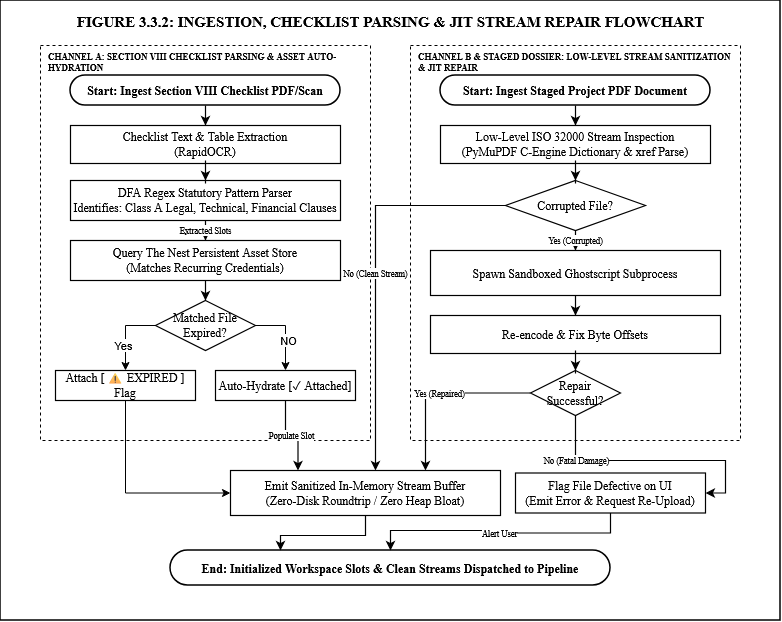 FIGURE 3.3.2: INGESTION, CHECKLIST PARSING & JIT STREAM REPAIR FLOWCHART
CHANNEL A: SECTION VIII CHECKLIST PARSING & ASSET AUTO-
HYDRATION
Start: Ingest Section VIII Checklist PDF/Scan
Checklist Text & Table Extraction
(RapidOCR)
DFA Regex Statutory Pattern Parser
Identifies: Class A Legal, Technical, Financial Clauses
Extracted Slots
Query The Nest Persistent Asset Store
(Matches Recurring Credentials)
Matched File
Expired?
Yes
NO
Attach [ ⚠️ EXPIRED ]
Flag
Auto-Hydrate [✓ Attached]
Populate Slot
CHANNEL B & STAGED DOSSIER: LOW-LEVEL STREAM SANITIZATION
& JIT REPAIR
Start: Ingest Staged Project PDF Document
Low-Level ISO 32000 Stream Inspection
(PyMuPDF C-Engine Dictionary & xref Parse)
Corrupted File?
No (Clean Stream)
Yes (Corrupted)
Spawn Sandboxed Ghostscript Subprocess
Re-encode & Fix Byte Offsets
Repair
Successful?
Yes (Repaired)
No (Fatal Damage)
Emit Sanitized In-Memory Stream Buffer
(Zero-Disk Roundtrip / Zero Heap Bloat)
Flag File Defective on UI
(Emit Error & Request Re-Upload)
Alert User
End: Initialized Workspace Slots & Clean Streams Dispatched to Pipeline